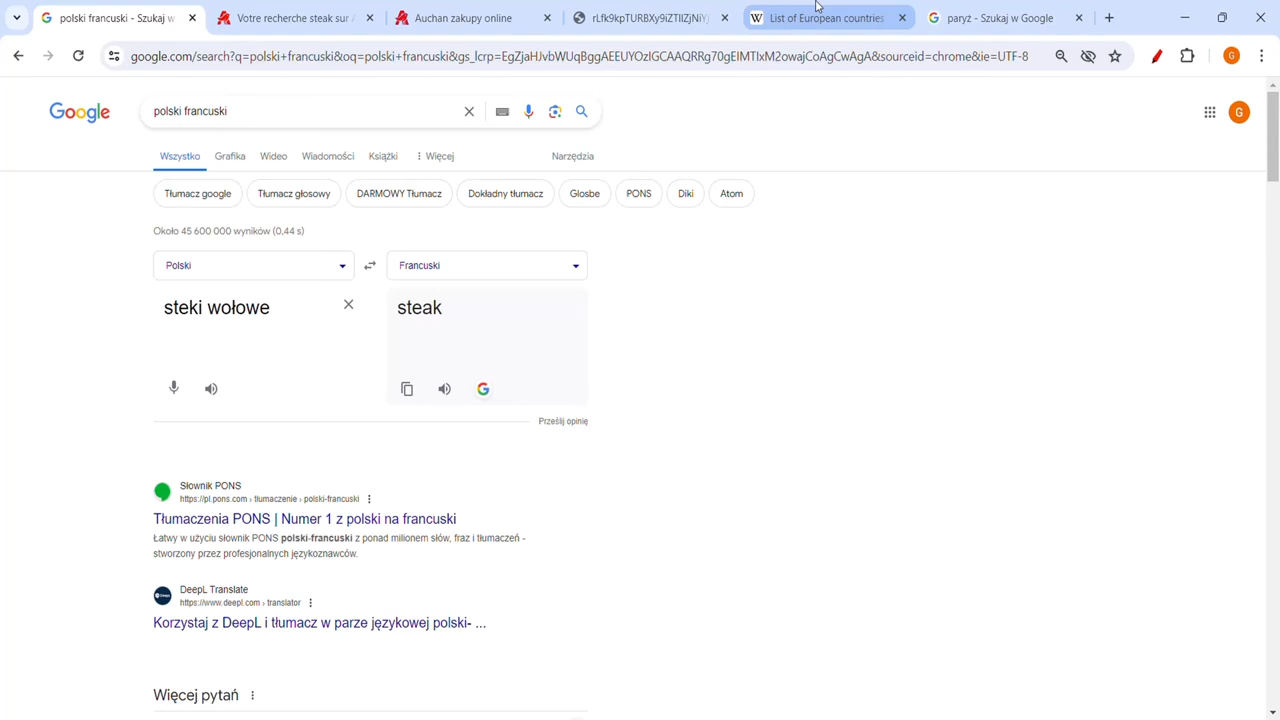 polski francuski - Szukaj w
Votre recherche steak sur
Auchan zakupy online
List of European countries
paryż - Szukaj w Google
google.com/search?q=polski+francuski&oq=polski+francuski&gs_lcrp=EgZjaHJvbWUqBggAEEUYOzIGCAAQRRg70gEIMTIxM2owajCoAgCwAgA&sourceid=chrome&ie=UTF-8
G
Google
polski francuski
G
Wszystko
Grafika
Wideo
Wiadomości
Książki
Więcej
Narzędzia
Tłumacz google
Tłumacz głosowy
DARMOWY Tłumacz
Dokładny tłumacz
Glosbe
PONS
Diki
Atom
Około 45 600 000 wyników (0,44 s)
Polski
Francuski
steki wołowe
steak
Prześlij opinię
Słownik PONS
https://pl.pons.com › tłumaczenie › polski-francuski
Tłumaczenia PONS | Numer 1 z polski na francuski
Łatwy w użyciu słownik PONS polski-francuski z ponad milionem słów, fraz i tłumaczeń -
stworzony przez profesjonalnych językoznawców.
DeepL Translate
https://www.deepl.com › translator
Korzystaj z DeepL i tłumacz w parze językowej polski- ...
Więcej pytań